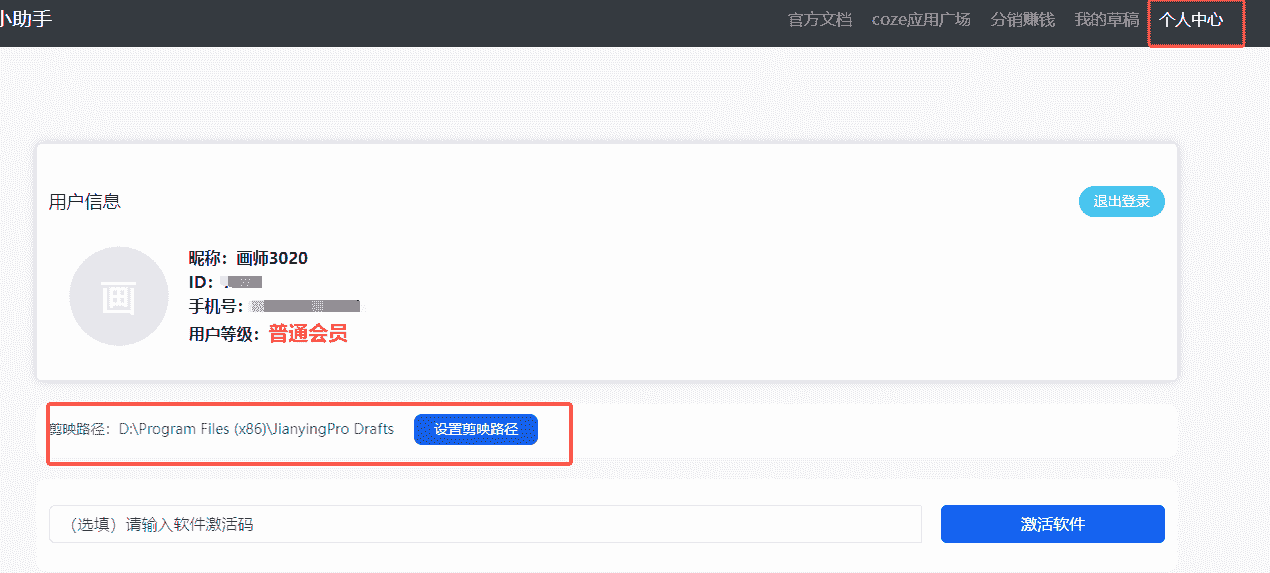 小助手
官方文档 coze应用广场 分销赚钱 我的草稿 个人中心
用户信息
退出登录
画
昵称：画师3020
ID：
手机号：
用户等级：普通会员
剪映路径：D:\Program Files (x86)\JianyingPro Drafts 设置剪映路径
（选填）请输入软件激活码 激活软件